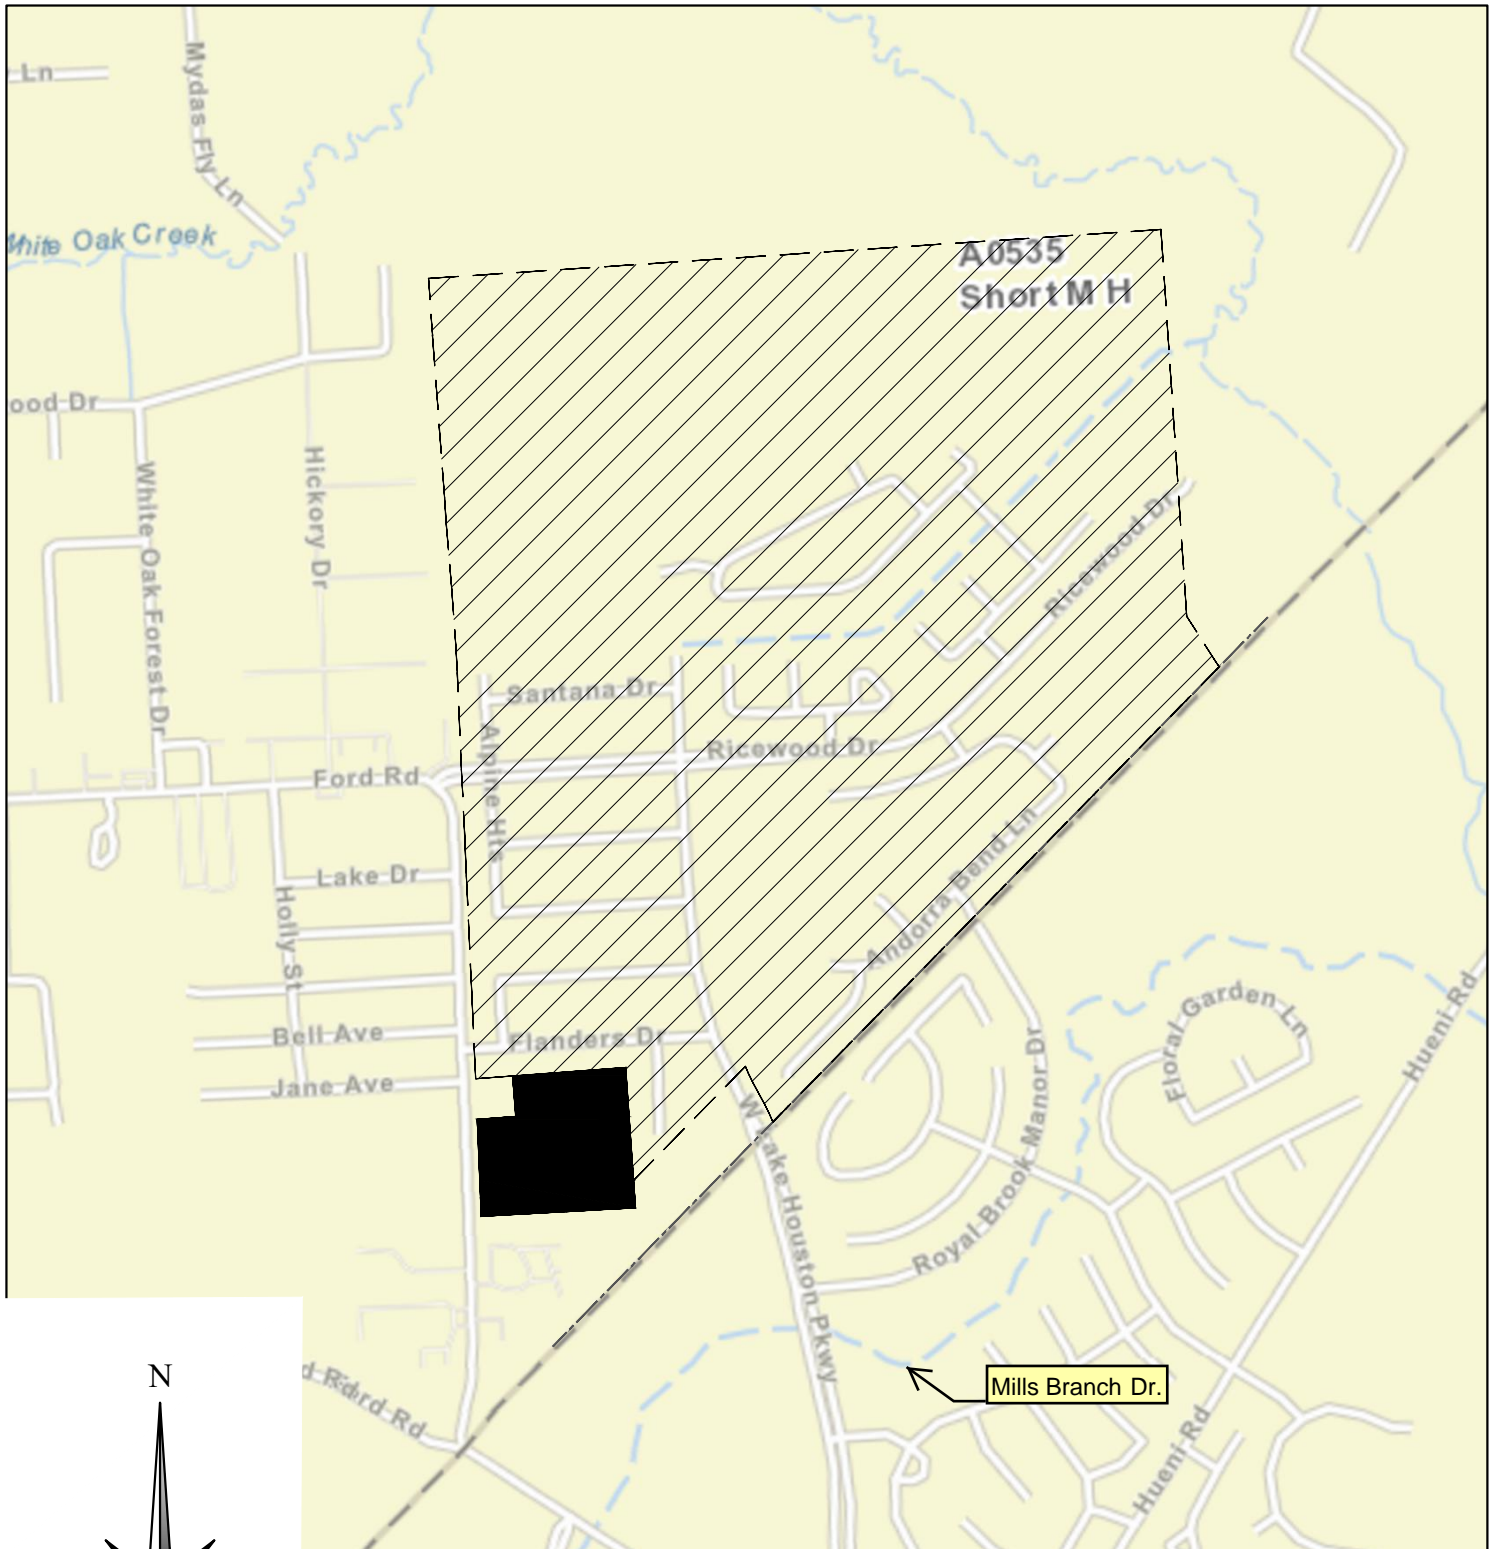 Ln
Mydas Fly Ln
White Oak Creek
A0535
Short M H
ood Dr
Hickory Dr
White Oak Forest Dr
Ricewood Dr
Santana Dr
Alpine Hts
Ricewood Dr
Ford Rd
Andorra Bend Ln
Lake Dr
Holly St
Floral Garden Ln
Hueni Rd
Bell Ave
Flanders Dr
Jane Ave
Royal Brook Manor Dr
W Lake Houston Pkwy
Mills Branch Dr.
d Rd
ord Rd
Hueni Rd
N